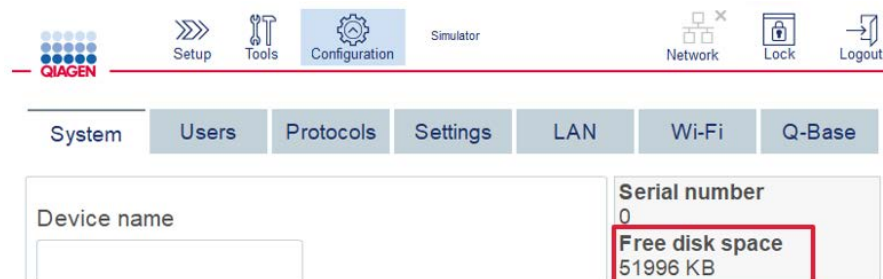 QIAGEN
Setup
Tools
Configuration
Simulator
Network
Lock
Logout
System
Users
Protocols
Settings
LAN
Wi-Fi
Q-Base
Device name
Serial number
0
Free disk space
51996 KB